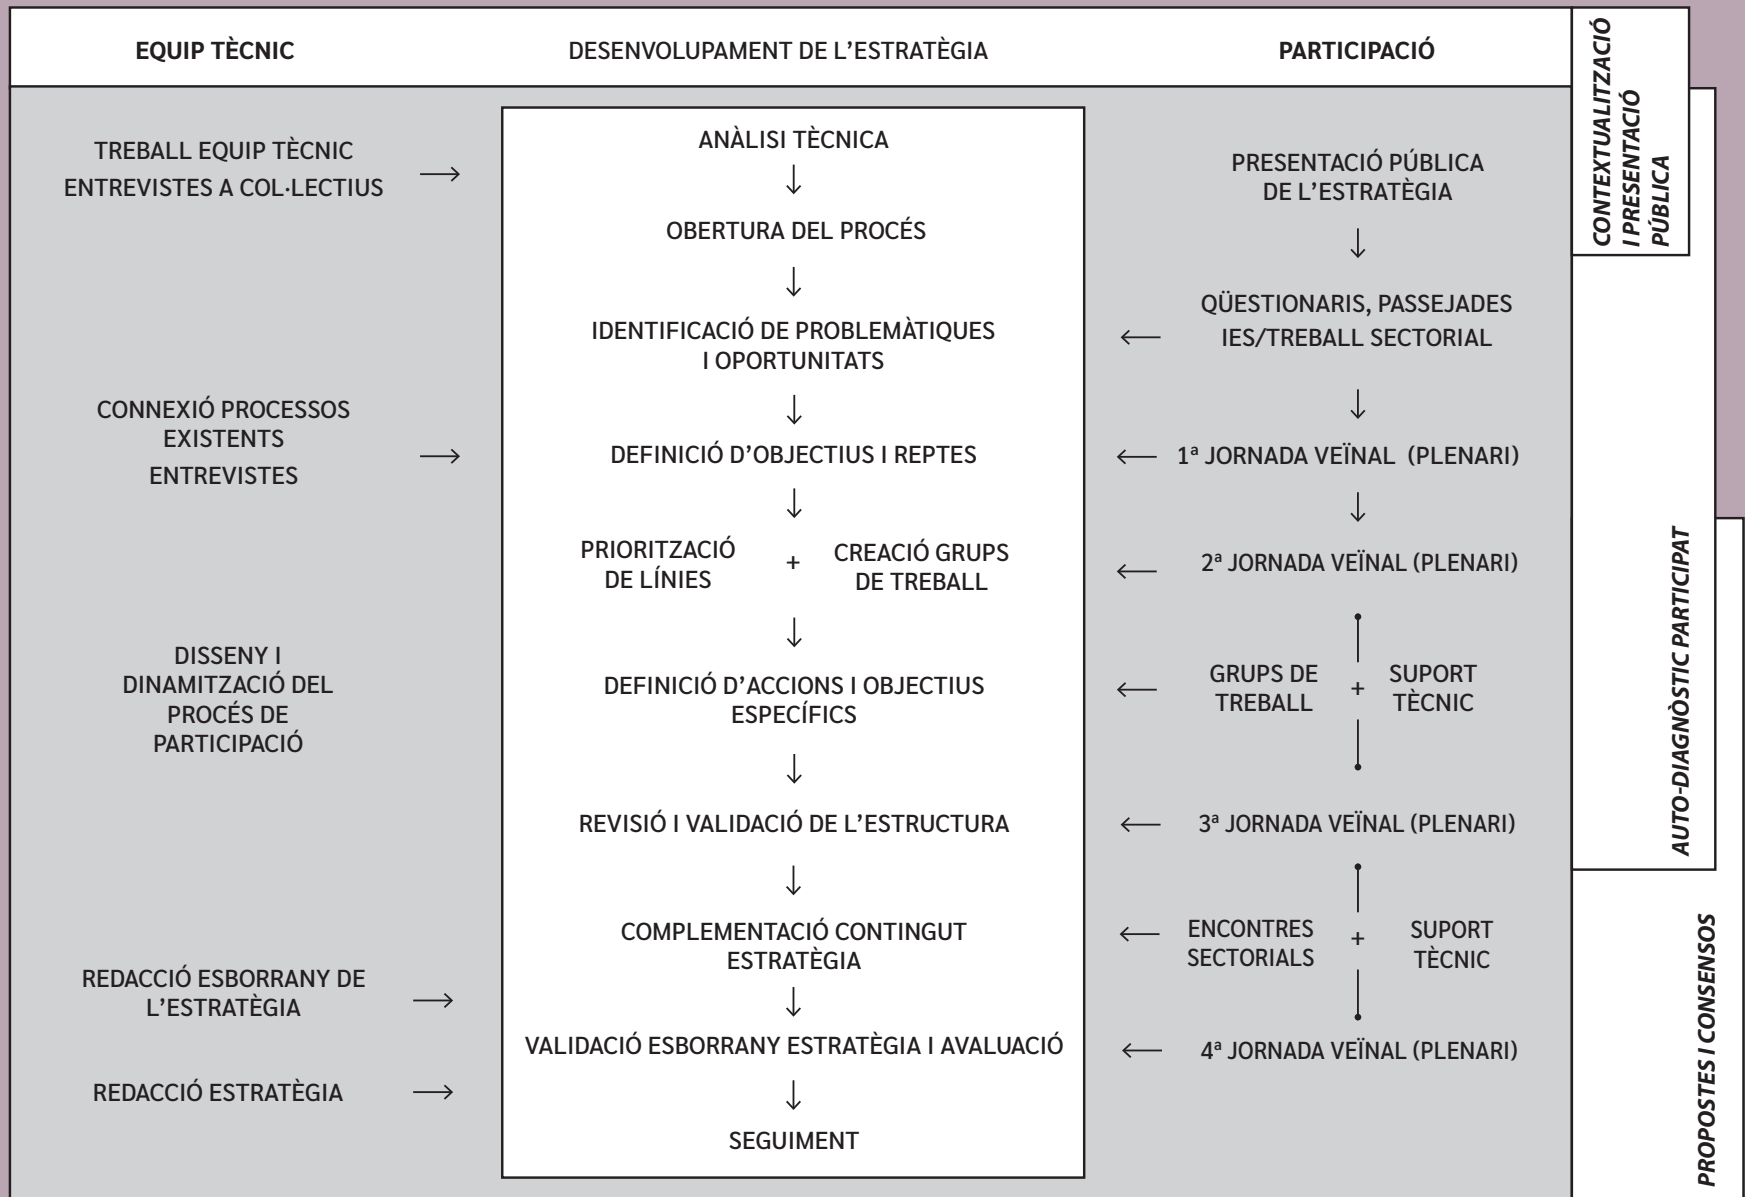 EQUIP TÈCNIC
DESENVOLUPAMENT DE L’ESTRATÈGIA
PARTICIPACIÓ
TREBALL EQUIP TÈCNIC
ENTREVISTES A COL·LECTIUS
CONNEXIÓ PROCESSOS
EXISTENTS
ENTREVISTES
DISSENY I
DINAMITZACIÓ DEL
PROCÉS DE
PARTICIPACIÓ
REDACCIÓ ESBORRANY DE
L’ESTRATÈGIA
REDACCIÓ ESTRATÈGIA
ANÀLISI TÈCNICA
OBERTURA DEL PROCÉS
IDENTIFICACIÓ DE PROBLEMÀTIQUES
I OPORTUNITATS
DEFINICIÓ D’OBJECTIUS I REPTES
PRIORITZACIÓ
DE LÍNIES
+
CREACIÓ GRUPS
DE TREBALL
DEFINICIÓ D’ACCIONS I OBJECTIUS
ESPECÍFICS
REVISIÓ I VALIDACIÓ DE L’ESTRUCTURA
COMPLEMENTACIÓ CONTINGUT
ESTRATÈGIA
VALIDACIÓ ESBORRANY ESTRATÈGIA I AVALUACIÓ
SEGUIMENT
PRESENTACIÓ PÚBLICA
DE L’ESTRATÈGIA
QÜESTIONARIS, PASSEJADES
IES/TREBALL SECTORIAL
1ª JORNADA VEÏNAL (PLENARI)
2ª JORNADA VEÏNAL (PLENARI)
GRUPS DE
TREBALL
+
SUPORT
TÈCNIC
3ª JORNADA VEÏNAL (PLENARI)
ENCONTRES
SECTORIALS
+
SUPORT
TÈCNIC
4ª JORNADA VEÏNAL (PLENARI)
CONTEXTUALITZACIÓ
I PRESENTACIÓ
PÚBLICA
AUTO-DIAGNÒSTIC PARTICIPAT
PROPOSTES I CONSENSOS